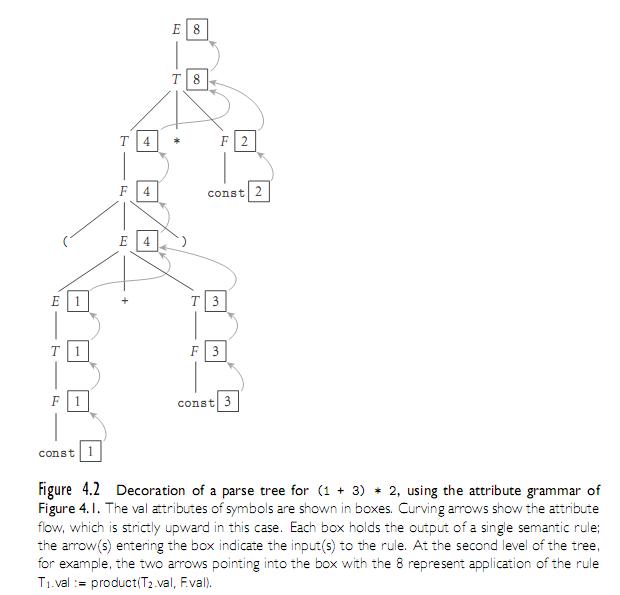 E 8
T 8
T 4 * F 2
F 4 const 2
( E 4 )
E 1 + T 3
T 1 F 3
F 1 const 3
const 1
Figure 4.2 Decoration of a parse tree for (1 + 3) * 2, using the attribute grammar of
Figure 4.1. The val attributes of symbols are shown in boxes. Curving arrows show the attribute
flow, which is strictly upward in this case. Each box holds the output of a single semantic rule;
the arrow(s) entering the box indicate the input(s) to the rule. At the second level of the tree,
for example, the two arrows pointing into the box with the 8 represent application of the rule
T₁.val := product(T₂.val, F.val).